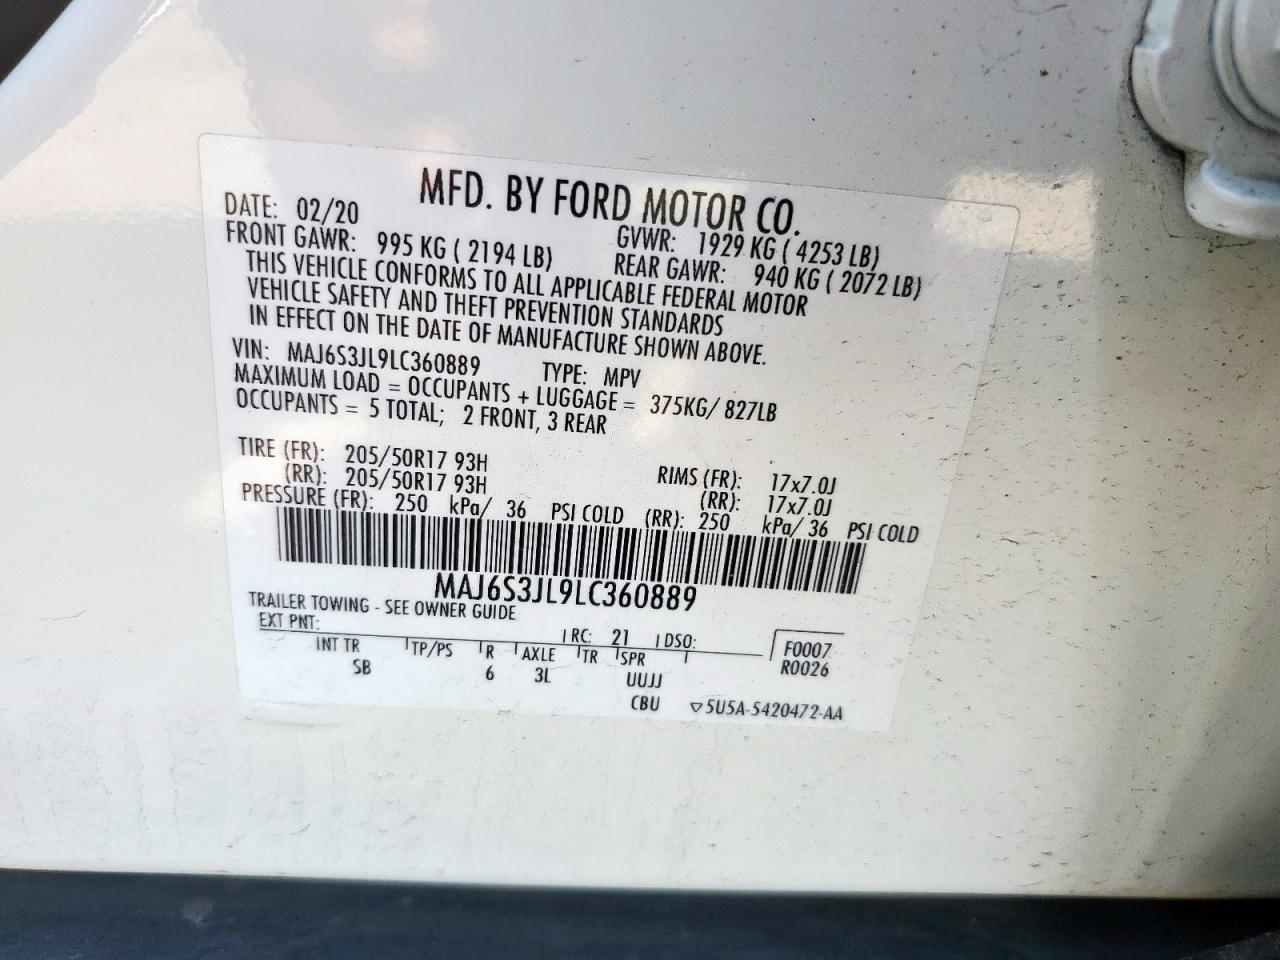 MFD. BY FORD MOTOR CO.
DATE: 02/20 GVWR: 1929 KG ( 4253 LB)
FRONT GAWR: 995 KG ( 2194 LB) REAR GAWR: 940 KG ( 2072 LB)
THIS VEHICLE CONFORMS TO ALL APPLICABLE FEDERAL MOTOR
VEHICLE SAFETY AND THEFT PREVENTION STANDARDS
IN EFFECT ON THE DATE OF MANUFACTURE SHOWN ABOVE.
VIN: MAJ6S3JL9LC360889 TYPE: MPV
MAXIMUM LOAD = OCCUPANTS + LUGGAGE = 375KG/ 827LB
OCCUPANTS = 5 TOTAL; 2 FRONT, 3 REAR
TIRE (FR): 205/50R17 93H RIMS (FR): 17x7.0J
(RR): 205/50R17 93H (RR): 17x7.0J
PRESSURE (FR): 250 kPa/ 36 PSI COLD (RR): 250 kPa/ 36 PSI COLD
MAJ6S3JL9LC360889
TRAILER TOWING - SEE OWNER GUIDE
EXT PNT: RC: 21 DSO: F0007
INT TR TP/PS R AXLE TR SPR R0026
SB 6 3L UUJJ
CBU ▽5U5A-5420472-AA